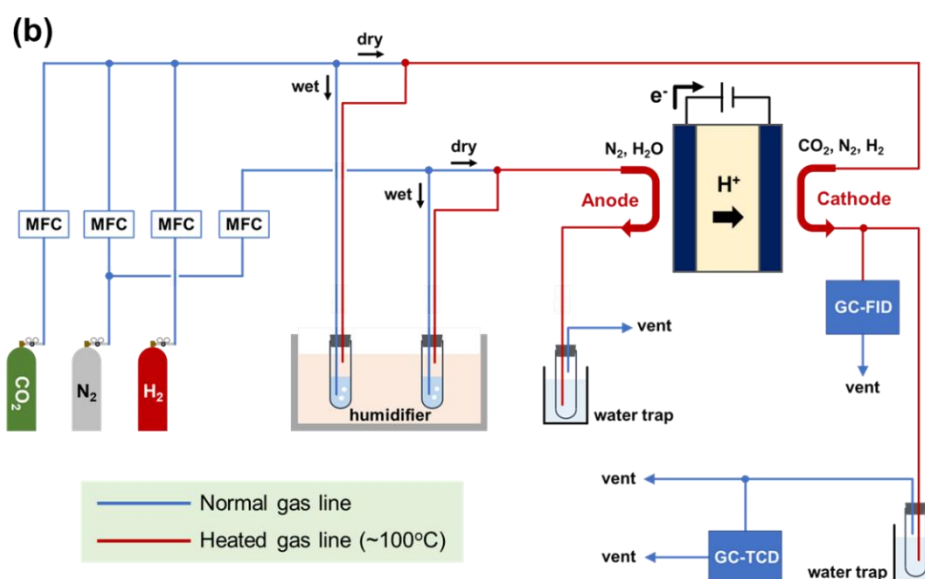 (b)
dry
wet
e⁻
dry
N₂, H₂O
CO₂, N₂, H₂
wet
Anode
H⁺
Cathode
MFC
MFC
MFC
MFC
GC-FID
vent
CO₂
N₂
H₂
vent
humidifier
water trap
vent
Normal gas line
Heated gas line (~100°C)
vent
GC-TCD
water trap